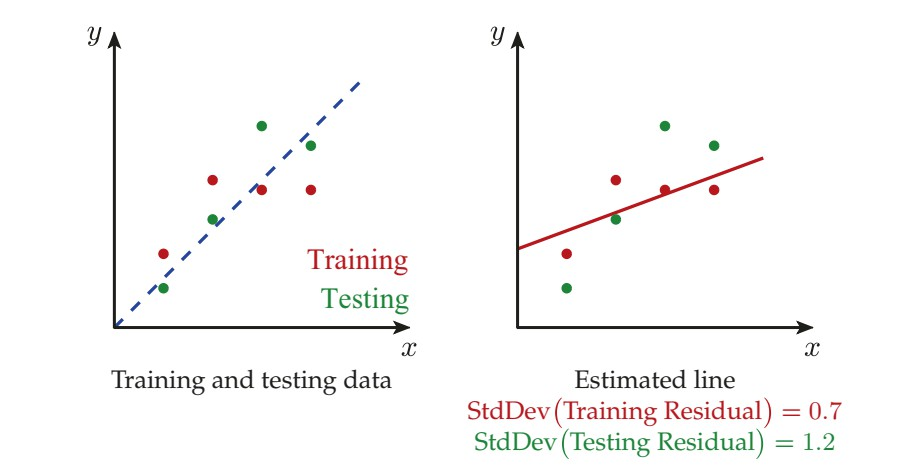 y
Training
Testing
x
Training and testing data
y
x
Estimated line
StdDev(Training Residual) = 0.7
StdDev(Testing Residual) = 1.2